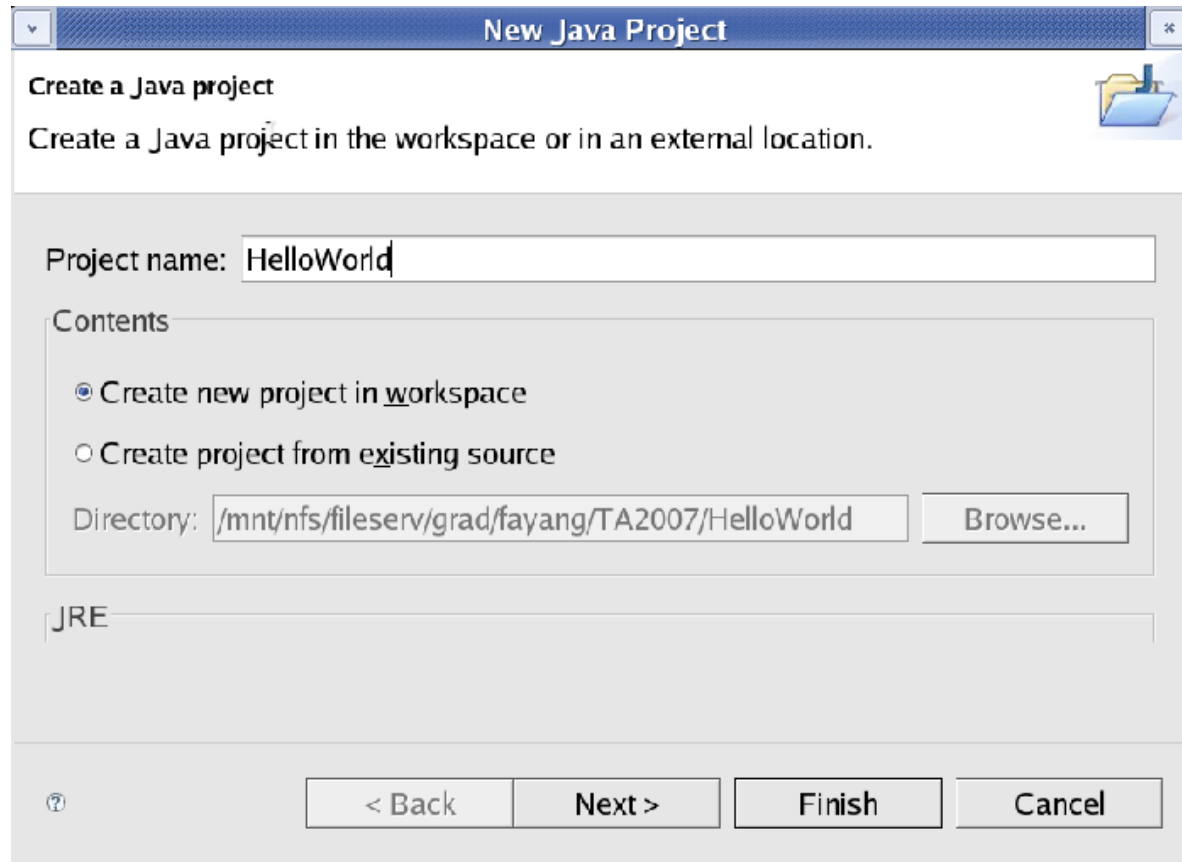 New Java Project
Create a Java project
Create a Java project in the workspace or in an external location.
Project name: HelloWorld
Contents
Create new project in workspace
Create project from existing source
Directory: /mnt/nfs/fileserv/grad/fayang/TA2007/HelloWorld Browse...
JRE
? < Back Next > Finish Cancel